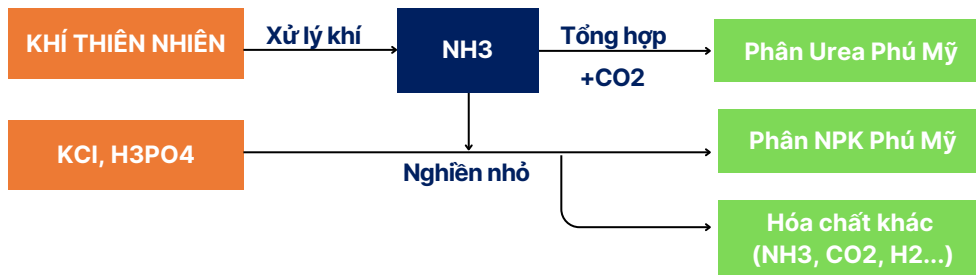 KHÍ THIÊN NHIÊN
Xử lý khí
NH3
Tổng hợp
+CO2
Phân Urea Phú Mỹ
KCl, H3PO4
Nghiền nhỏ
Phân NPK Phú Mỹ
Hóa chất khác
(NH3, CO2, H2...)